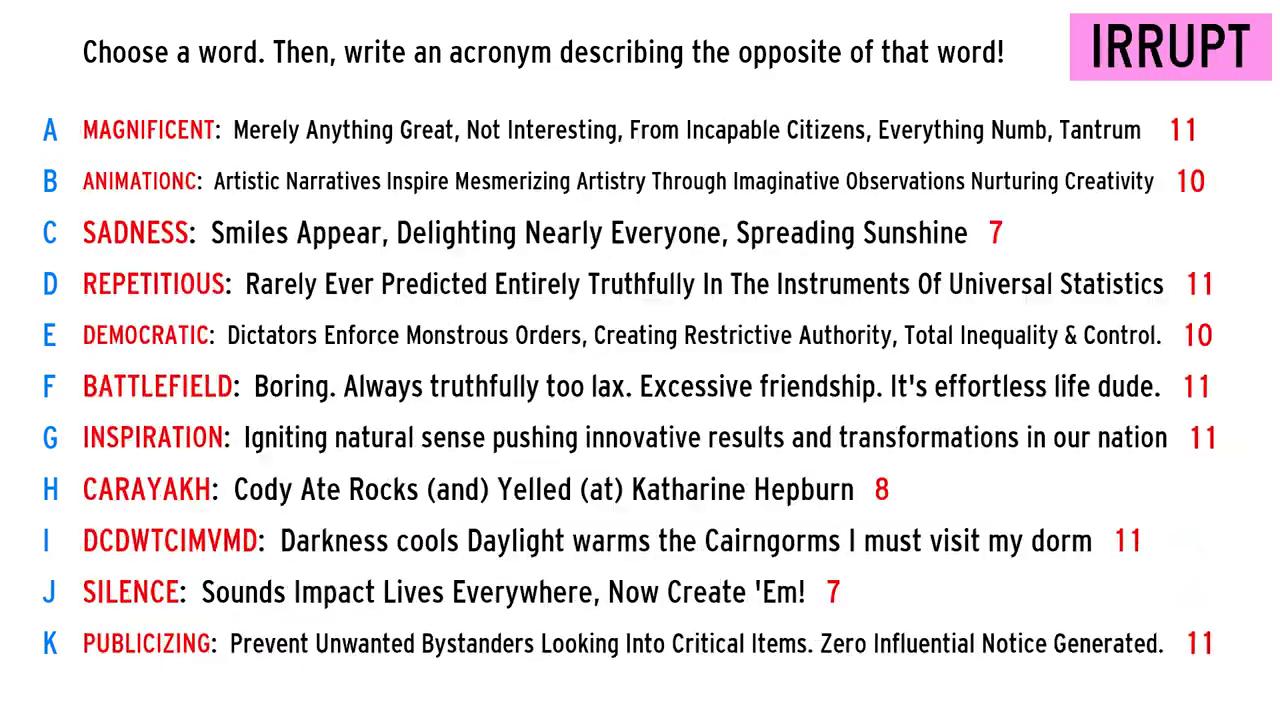 Choose a word. Then, write an acronym describing the opposite of that word!
IRRUPT
A MAGNIFICENT: Merely Anything Great, Not Interesting, From Incapable Citizens, Everything Numb, Tantrum 11
B ANIMATIONC: Artistic Narratives Inspire Mesmerizing Artistry Through Imaginative Observations Nurturing Creativity 10
C SADNESS: Smiles Appear, Delighting Nearly Everyone, Spreading Sunshine 7
D REPETITIOUS: Rarely Ever Predicted Entirely Truthfully In The Instruments Of Universal Statistics 11
E DEMOCRATIC: Dictators Enforce Monstrous Orders, Creating Restrictive Authority, Total Inequality & Control. 10
F BATTLEFIELD: Boring. Always truthfully too lax. Excessive friendship. It's effortless life dude. 11
G INSPIRATION: Igniting natural sense pushing innovative results and transformations in our nation 11
H CARAYAKH: Cody Ate Rocks (and) Yelled (at) Katharine Hepburn 8
I DCDWTCIMVMD: Darkness cools Daylight warms the Cairngorms I must visit my dorm 11
J SILENCE: Sounds Impact Lives Everywhere, Now Create 'Em! 7
K PUBLICIZING: Prevent Unwanted Bystanders Looking Into Critical Items. Zero Influential Notice Generated. 11